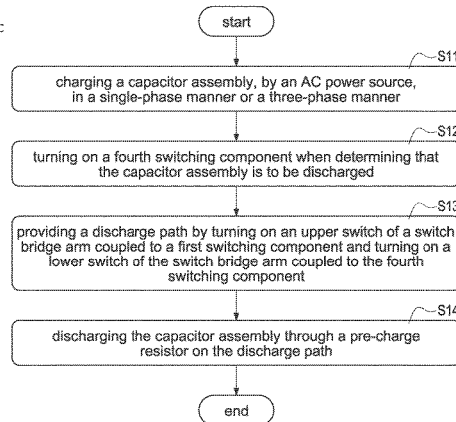 c
start
S11
charging a capacitor assembly, by an AC power source,
in a single-phase manner or a three-phase manner
S12
turning on a fourth switching component when determining that
the capacitor assembly is to be discharged
S13
providing a discharge path by turning on an upper switch of a switch
bridge arm coupled to a first switching component and turning on a
lower switch of the switch bridge arm coupled to the fourth
switching component
S14
discharging the capacitor assembly through a pre-charge
resistor on the discharge path
end